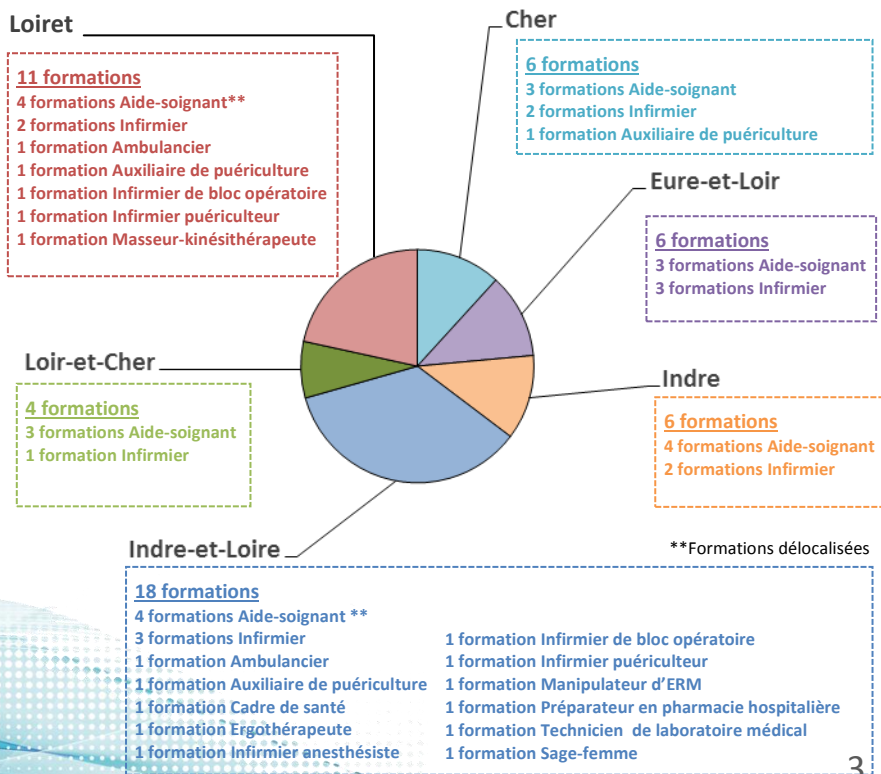 Loiret
11 formations
4 formations Aide-soignant**
2 formations Infirmier
1 formation Ambulancier
1 formation Auxiliaire de puériculture
1 formation Infirmier de bloc opératoire
1 formation Infirmier puériculteur
1 formation Masseur-kinésithérapeute
Cher
6 formations
3 formations Aide-soignant
2 formations Infirmier
1 formation Auxiliaire de puériculture
Eure-et-Loir
6 formations
3 formations Aide-soignant
3 formations Infirmier
Loir-et-Cher
4 formations
3 formations Aide-soignant
1 formation Infirmier
Indre
6 formations
4 formations Aide-soignant
2 formations Infirmier
Indre-et-Loire
**Formations délocalisées
18 formations
4 formations Aide-soignant **
3 formations Infirmier
1 formation Ambulancier
1 formation Auxiliaire de puériculture
1 formation Cadre de santé
1 formation Ergothérapeute
1 formation Infirmier anesthésiste
1 formation Infirmier de bloc opératoire
1 formation Infirmier puériculteur
1 formation Manipulateur d'ERM
1 formation Préparateur en pharmacie hospitalière
1 formation Technicien de laboratoire médical
1 formation Sage-femme
3